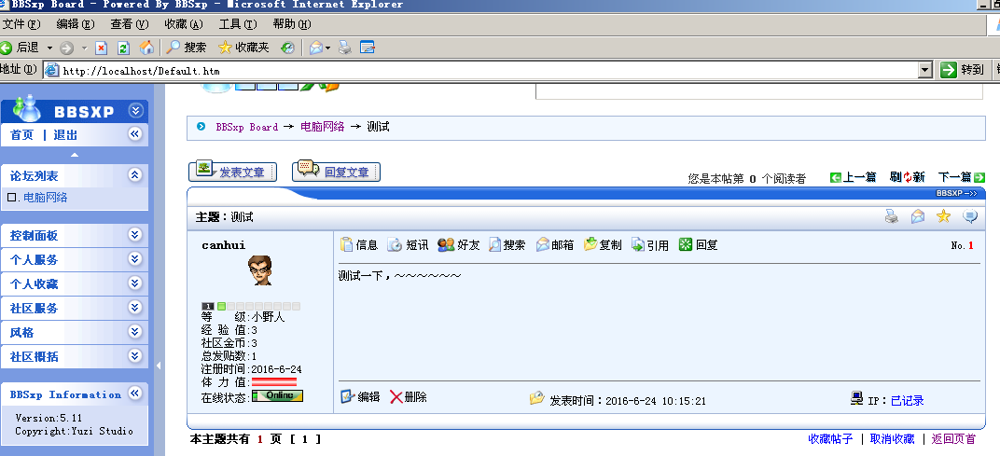 BBSxp Board - Powered By BBSxp - Microsoft Internet Explorer
文件(F) 编辑(E) 查看(V) 收藏(A) 工具(T) 帮助(H)
后退 搜索 收藏夹
地址(D) http://localhost/Default.htm 转到
BBSXP
首页 | 退出
论坛列表
电脑网络
控制面板
个人服务
个人收藏
社区服务
风格
社区概括
BBSxp Information
Version:5.11
Copyright:Yuzi Studio
BBSxp Board → 电脑网络 → 测试
发表文章 回复文章
您是本帖第 0 个阅读者 上一篇 刷新 下一篇
BBSXP-->>
主题:测试
canhui
1
等 级:小野人
经 验 值:3
社区金币:3
总发贴数:1
注册时间:2016-6-24
体 力 值:
在线状态: Online
信息 短讯 好友 搜索 邮箱 复制 引用 回复 No.1
测试一下,~~~~~~
编辑 删除 发表时间:2016-6-24 10:15:21 IP:已记录
本主题共有 1 页 [ 1 ]
收藏帖子 | 取消收藏 | 返回页首